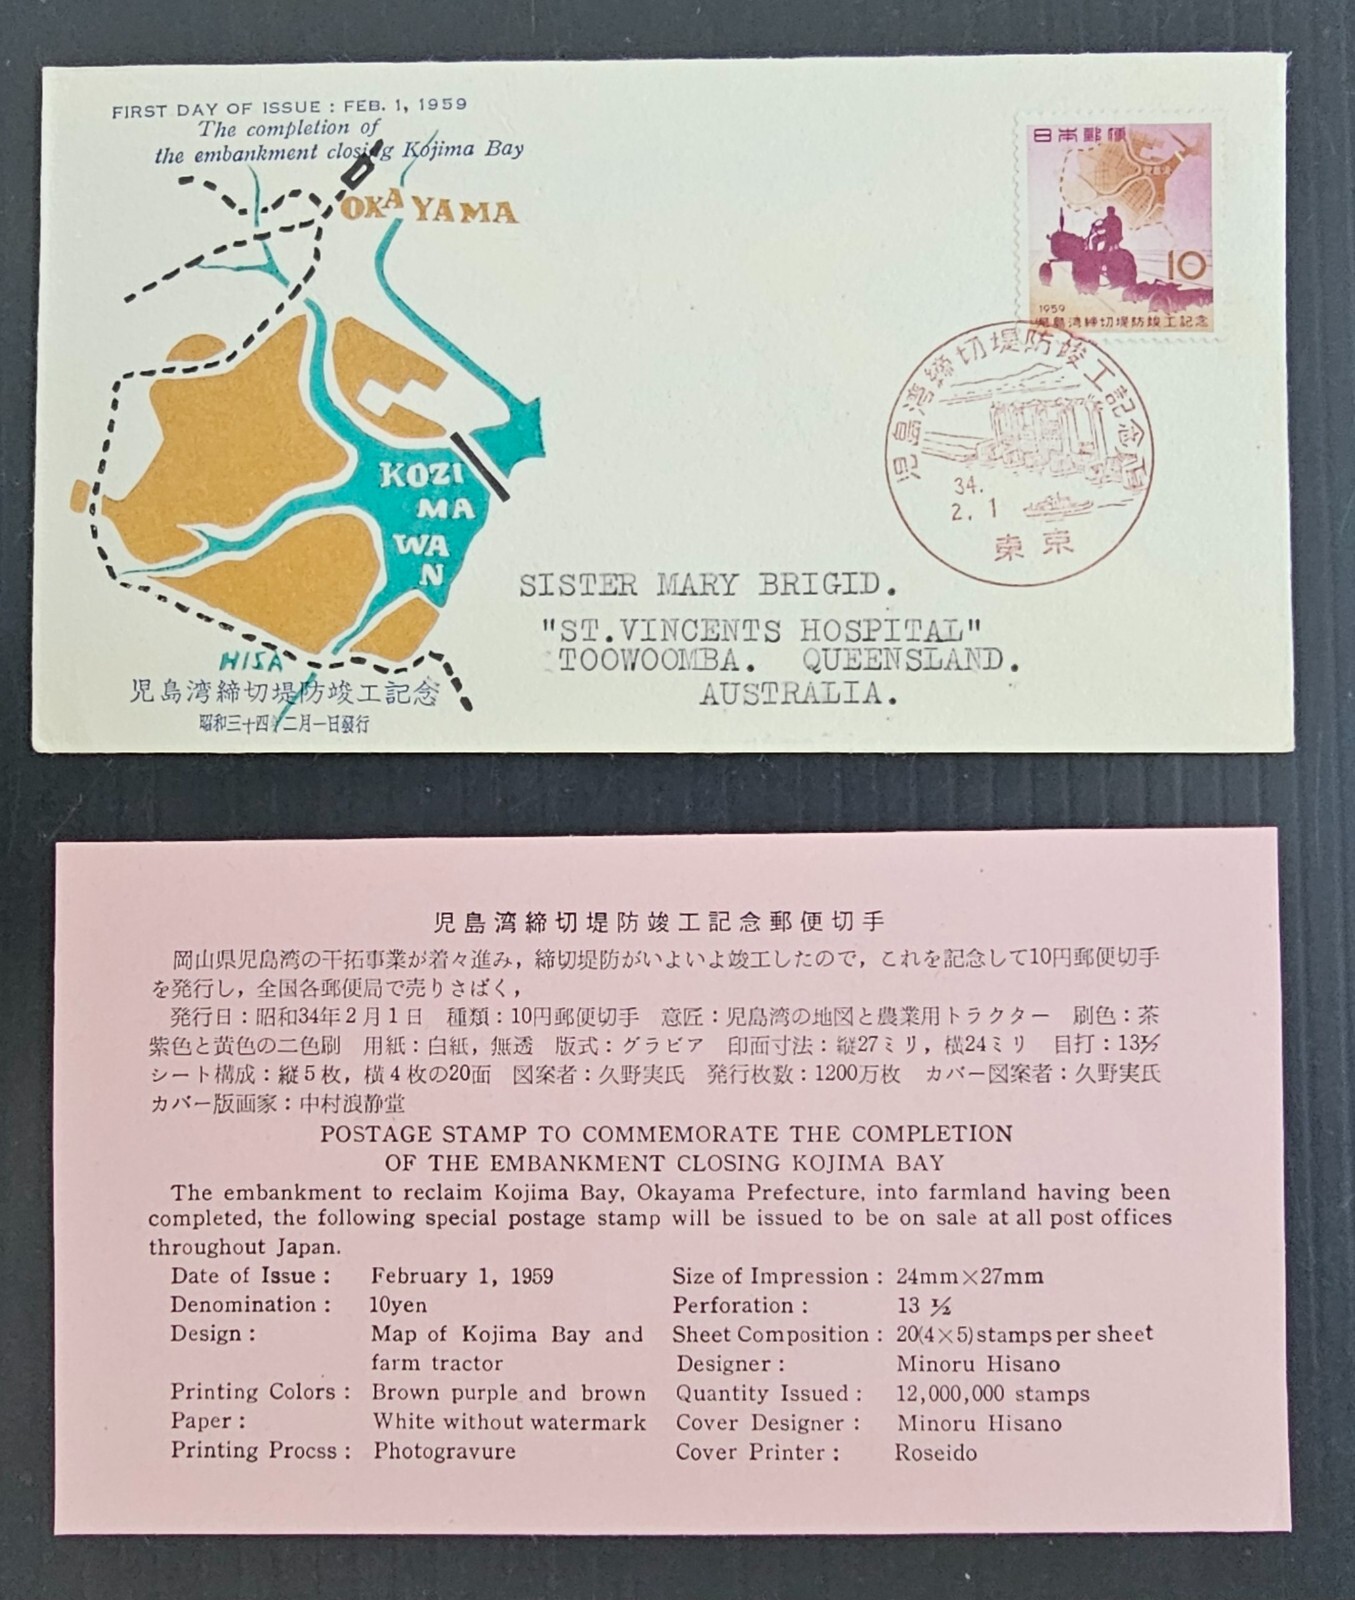 FIRST DAY OF ISSUE : FEB. 1, 1959
The completion of
the embankment closing Kojima Bay
OKAYAMA
KOZI
MA
WA
N
HISA
児島湾締切堤防竣工記念
昭和三十四年二月一日發行
日本郵便
児島湾
10
1959
児島湾締切堤防竣工記念
児島湾締切堤防竣工記念
34.
2. 1
東京
SISTER MARY BRIGID.
"ST.VINCENTS HOSPITAL"
TOOWOOMBA. QUEENSLAND.
AUSTRALIA.
児島湾締切堤防竣工記念郵便切手
岡山県児島湾の干拓事業が着々進み，締切堤防がいよいよ竣工したので，これを記念して10円郵便切手
を発行し，全国各郵便局で売りさばく，
発行日：昭和34年2月1日 種類：10円郵便切手 意匠：児島湾の地図と農業用トラクター 刷色：茶
紫色と黄色の二色刷 用紙：白紙，無透 版式：グラビア 印面寸法：縦27ミリ，横24ミリ 目打：13½
シート構成：縦5枚，横4枚の20面 図案者：久野実氏 発行枚数：1200万枚 カバー図案者：久野実氏
カバー版画家：中村浪静堂
POSTAGE STAMP TO COMMEMORATE THE COMPLETION
OF THE EMBANKMENT CLOSING KOJIMA BAY
The embankment to reclaim Kojima Bay, Okayama Prefecture, into farmland having been
completed, the following special postage stamp will be issued to be on sale at all post offices
throughout Japan.
Date of Issue : February 1, 1959 Size of Impression : 24mm×27mm
Denomination : 10yen Perforation : 13 ½
Design : Map of Kojima Bay and Sheet Composition : 20(4×5)stamps per sheet
farm tractor Designer : Minoru Hisano
Printing Colors : Brown purple and brown Quantity Issued : 12,000,000 stamps
Paper : White without watermark Cover Designer : Minoru Hisano
Printing Procss : Photogravure Cover Printer : Roseido